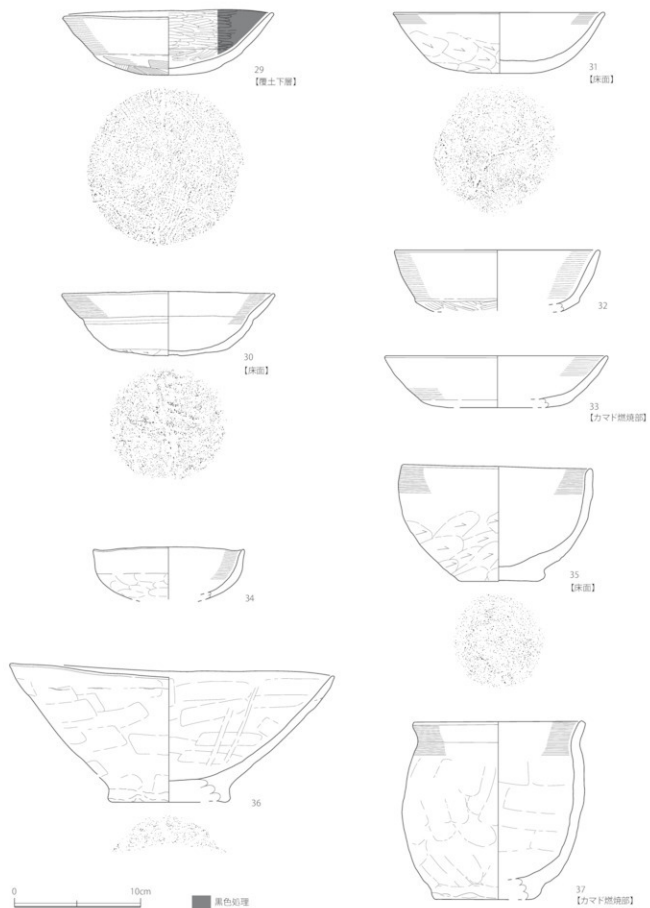 29
【覆土下層】
31
【床面】
30
【床面】
32
33
【カマド燃焼部】
34
35
【床面】
36
37
【カマド燃焼部】
0 10cm
黒色処理